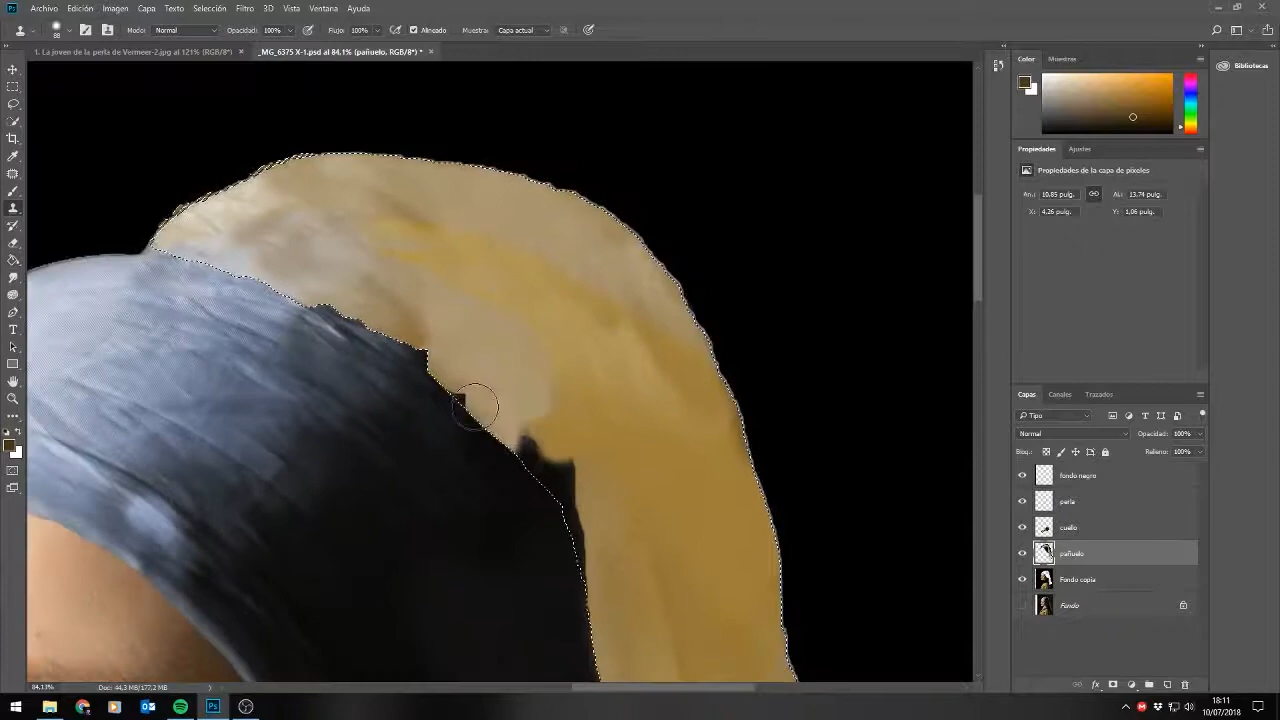 Archivo Edición Imagen Capa Texto Selección Filtro 3D Vista Ventana Ayuda
88 Modo: Normal Opacidad: 100% Flujo: 100% Alineado Muestra: Capa actual
1. La joven de la perla de Vermeer-2.jpg al 121% (RGB/8*) × _MG_6375 X-1.psd al 84,1% (pañuelo, RGB/8*) * ×
Color Muestras
Bibliotecas
Propiedades Ajustes
Propiedades de la capa de píxeles
An.: 10,85 pulg. AL: 13,74 pulg.
X: 4,26 pulg. Y: 1,06 pulg.
Capas Canales Trazados
Tipo
Normal Opacidad: 100%
Bloq.: Relleno: 100%
fondo negro
perla
cuello
pañuelo
Fondo copia
Fondo
84,13% Doc: 44,3 MB/177,2 MB
Ps
18:11
10/07/2018